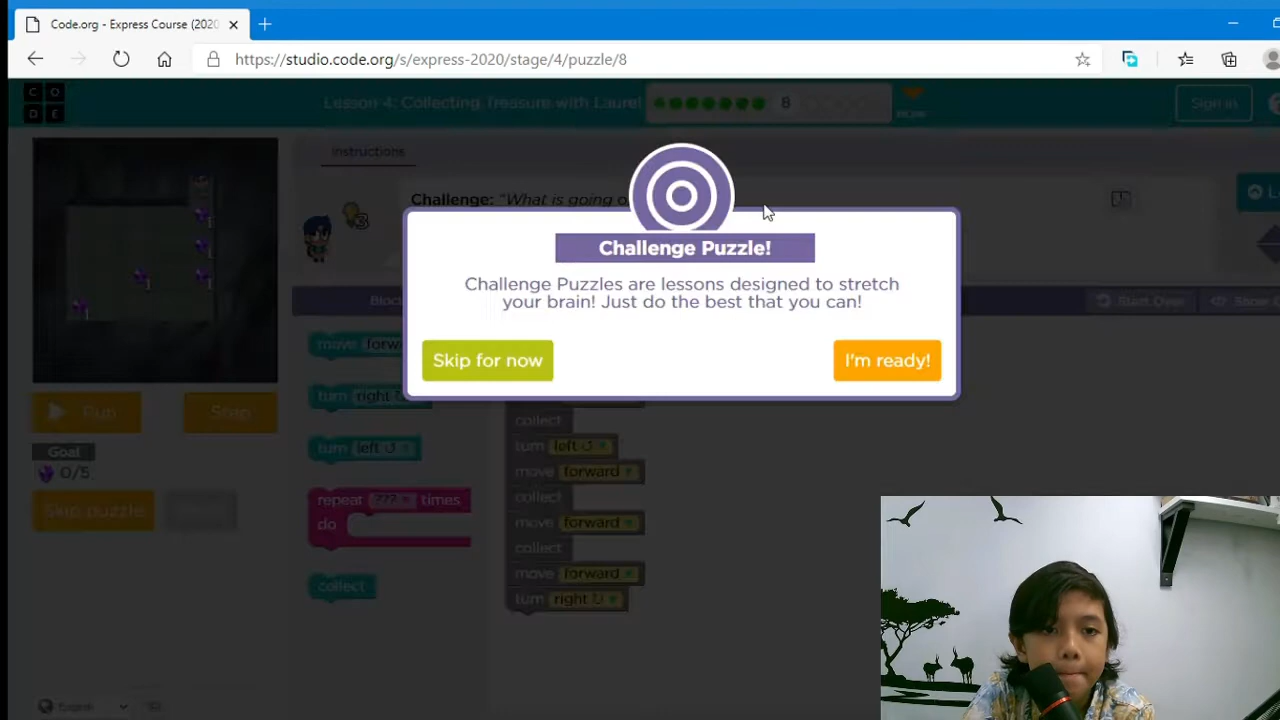 Code.org - Express Course (2020
https://studio.code.org/s/express-2020/stage/4/puzzle/8
C O
D E
Lesson 4: Collecting Treasure with Laurel
8
Sign in
Instructions
3
Challenge: "What is going o
Challenge Puzzle!
Challenge Puzzles are lessons designed to stretch
your brain! Just do the best that you can!
Skip for now
I'm ready!
Start Over
Show
move forw
turn right
turn left
repeat ??? times
do
collect
collect
turn left
move forward
collect
move forward
collect
move forward
turn right
Run
Step
Goal
0/5
Skip puzzle
English